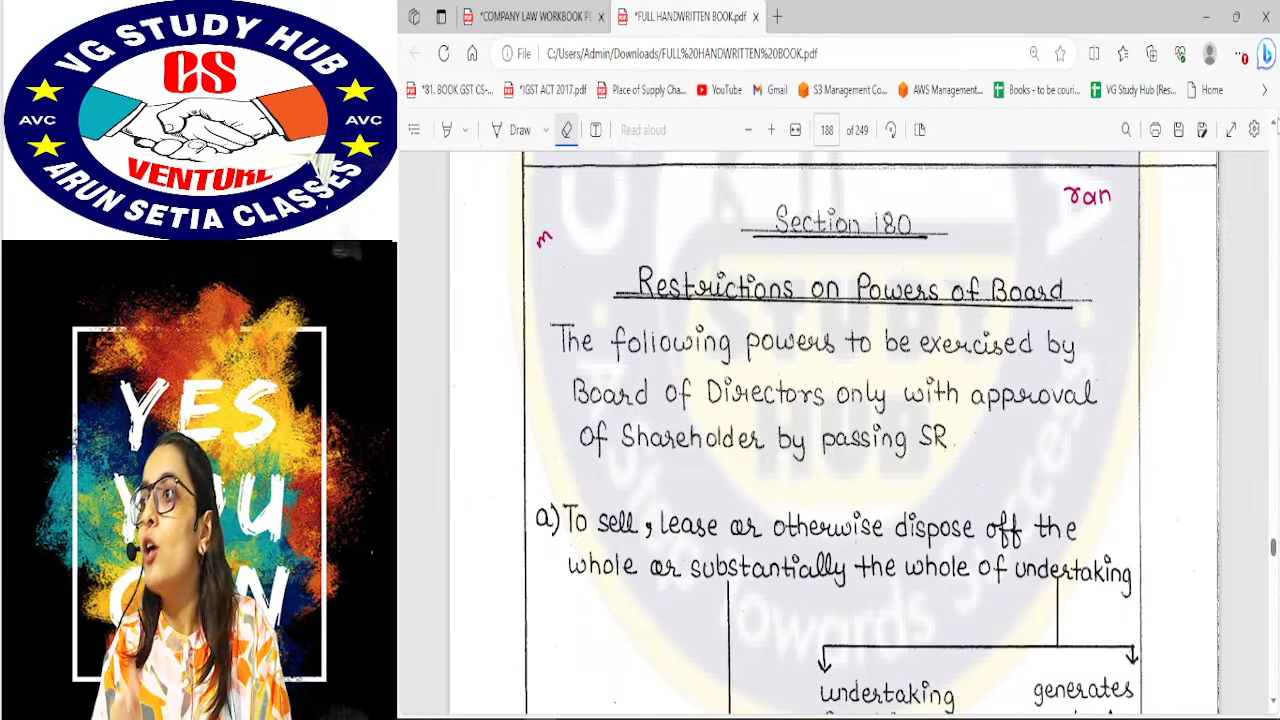 VG STUDY HUB
AVC
CS
AVC
VENTURE
ARUN SETIA CLASSES
YES
YOU
CAN
*COMPANY LAW WORKBOOK PI
*FULL HANDWRITTEN BOOK.pdf
File
C:/Users/Admin/Downloads/FULL%20HANDWRITTEN%20BOOK.pdf
*81. BOOK GST CS-...
*IGST ACT 2017.pdf
Place of Supply Cha...
YouTube
Gmail
S3 Management Co...
AWS Management...
Books - to be couri...
VG Study Hub (Res...
Home
Draw
Read aloud
188
of 249
ran
m
Section 180
Restrictions on Powers of Board
The following powers to be exercised by
Board of Directors only with approval
of Shareholder by passing SR.
a) To sell, lease or otherwise dispose off the
whole or substantially the whole of undertaking
undertaking
generates